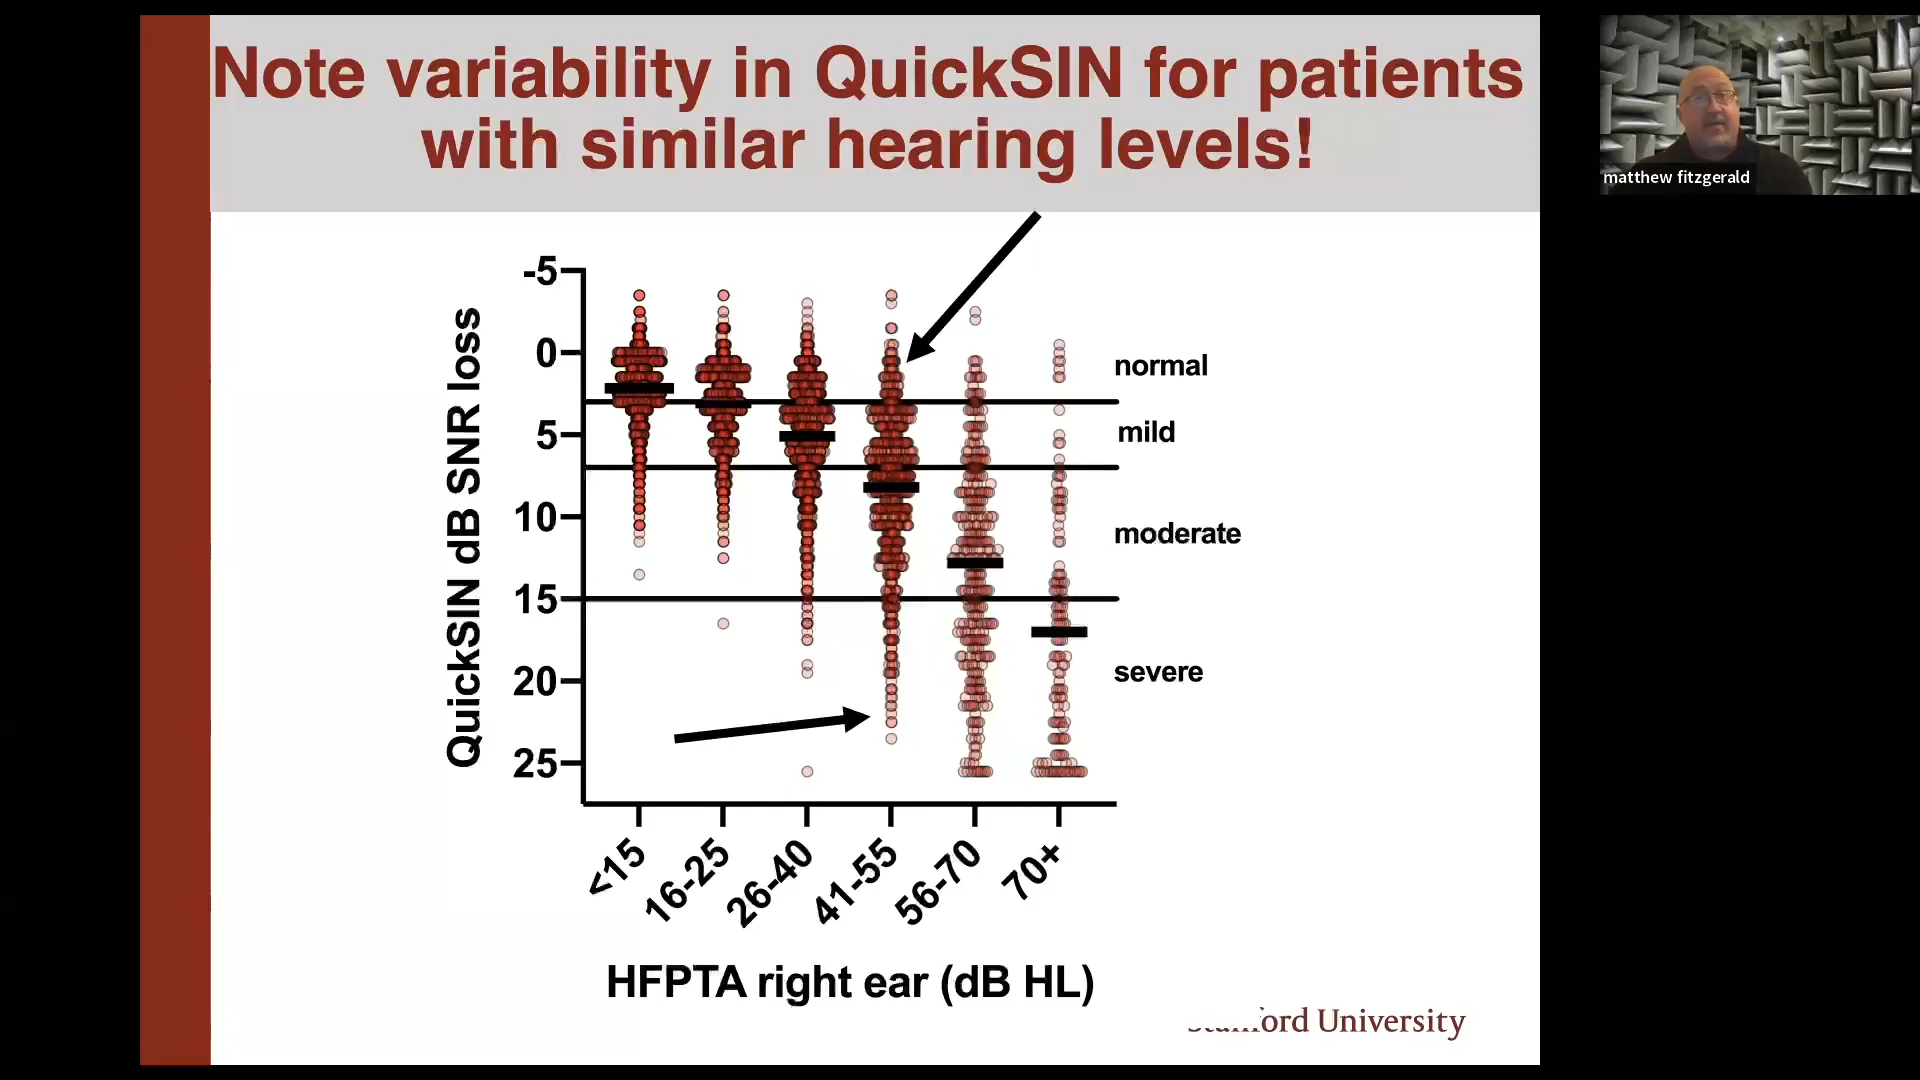 Note variability in QuickSIN for patients
with similar hearing levels!
matthew fitzgerald
QuickSIN dB SNR loss
-5
0
5
10
15
20
25
normal
mild
moderate
severe
<15
16-25
26-40
41-55
56-70
70+
HFPTA right ear (dB HL)
University